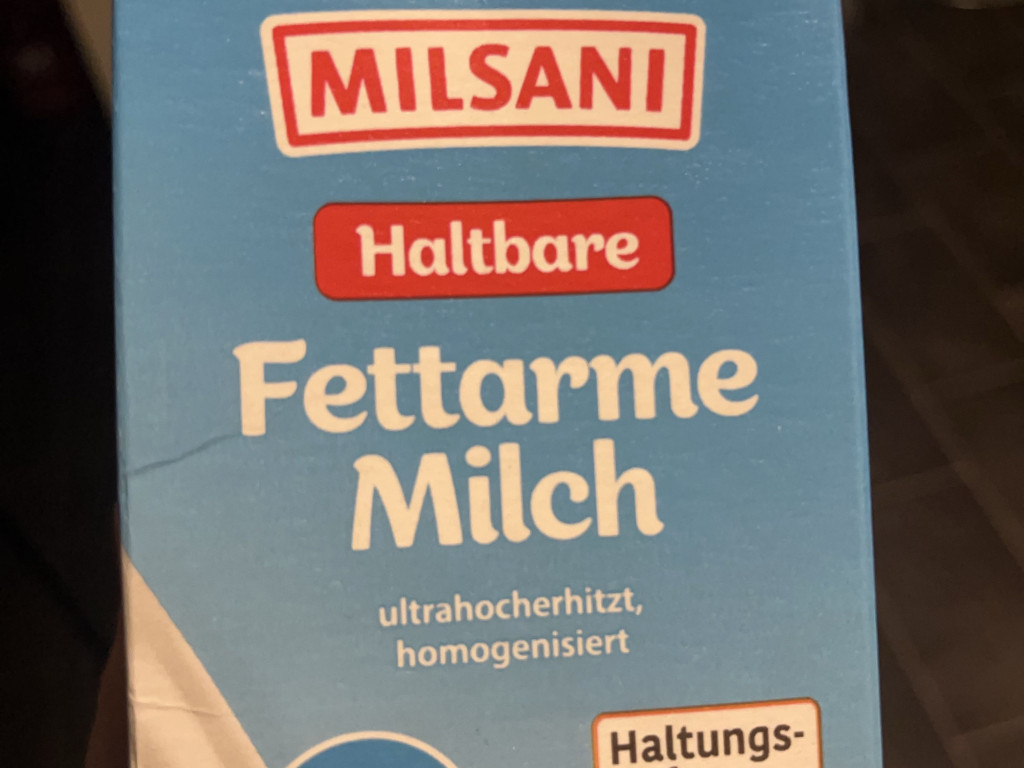 MILSANI
Haltbare
Fettarme
Milch
ultrahocherhitzt,
homogenisiert
Haltungs-